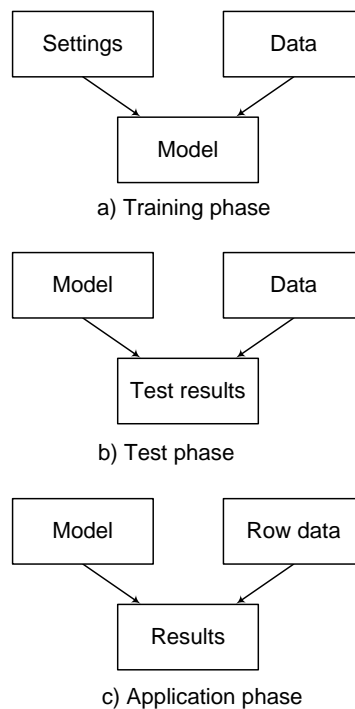 Settings
Data
Model
a) Training phase
Model
Data
Test results
b) Test phase
Model
Row data
Results
c) Application phase